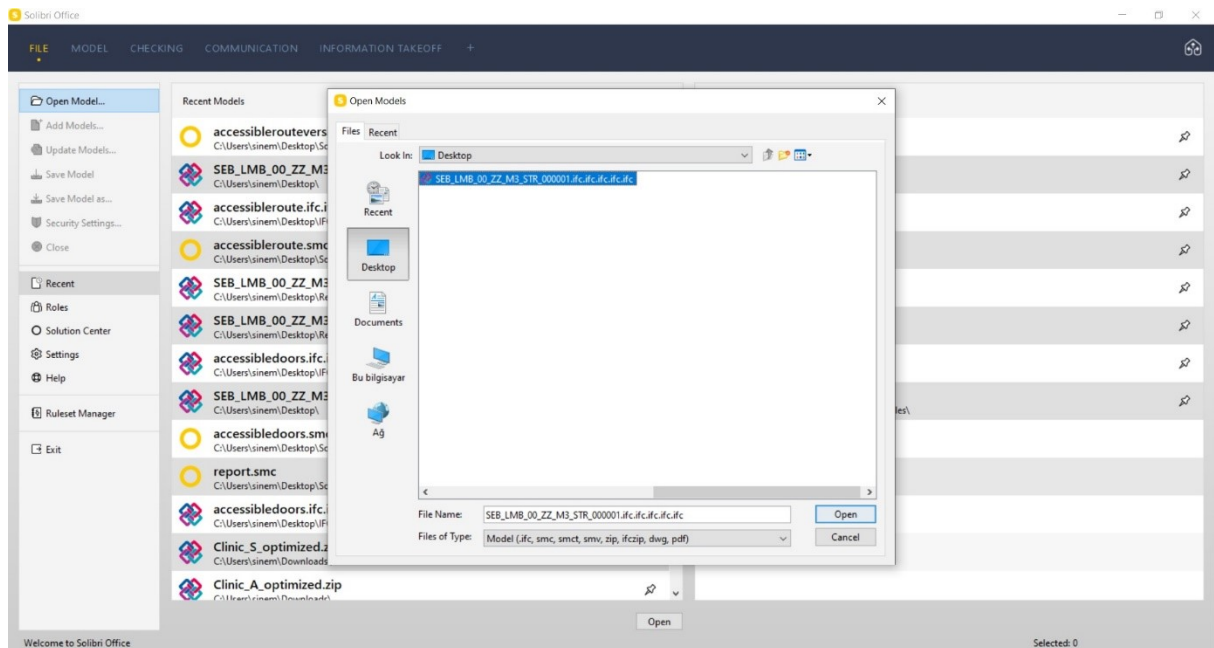 Solibri Office
FILE MODEL CHECKING COMMUNICATION INFORMATION TAKEOFF +
Open Model...
Add Models...
Update Models...
Save Model
Save Model as...
Security Settings...
Close
Recent
Roles
Solution Center
Settings
Help
Ruleset Manager
Exit
Recent Models
accessibleroutevers
C:\Users\sinem\Desktop\Sc
SEB_LMB_00_ZZ_M3
C:\Users\sinem\Desktop\
accessibleroute.ifc.i
C:\Users\sinem\Desktop\IF
accessibleroute.smc
C:\Users\sinem\Desktop\Sc
SEB_LMB_00_ZZ_M3
C:\Users\sinem\Desktop\Re
SEB_LMB_00_ZZ_M3
C:\Users\sinem\Desktop\Re
accessibledoors.ifc.i
C:\Users\sinem\Desktop\IF
SEB_LMB_00_ZZ_M3
C:\Users\sinem\Desktop\
accessibledoors.sm
C:\Users\sinem\Desktop\Sc
report.smc
C:\Users\sinem\Desktop\Sc
accessibledoors.ifc.i
C:\Users\sinem\Desktop\IF
Clinic_S_optimized.z
C:\Users\sinem\Downloads
Clinic_A_optimized.zip
C:\Users\sinem\Downloads\
Open Models
Files Recent
Look In: Desktop
SEB_LMB_00_ZZ_M3_STR_000001.ifc.ifc.ifc.ifc.ifc
Recent
Desktop
Documents
Bu bilgisayar
Ağ
File Name: SEB_LMB_00_ZZ_M3_STR_000001.ifc.ifc.ifc.ifc.ifc
Open
Files of Type: Model (.ifc, smc, smct, smv, zip, ifczip, dwg, pdf)
Cancel
les\
Open
Welcome to Solibri Office
Selected: 0